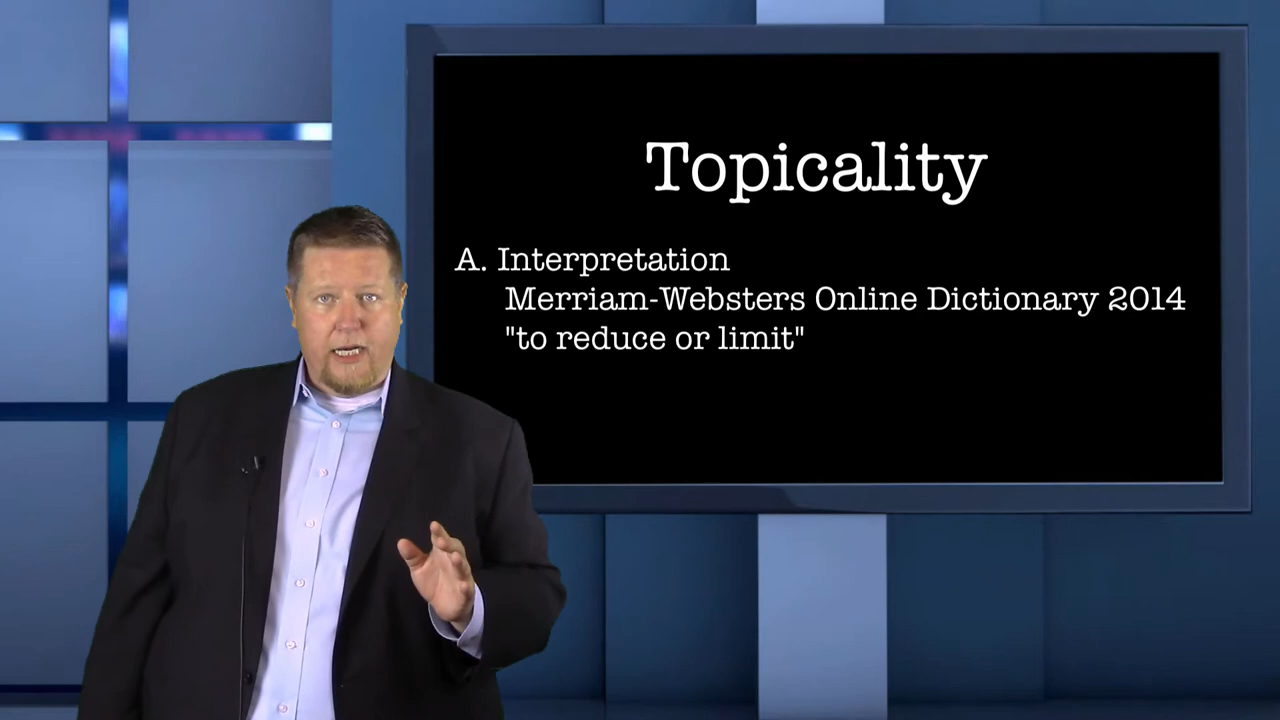 Topicality
A. Interpretation
Merriam-Websters Online Dictionary 2014
"to reduce or limit"